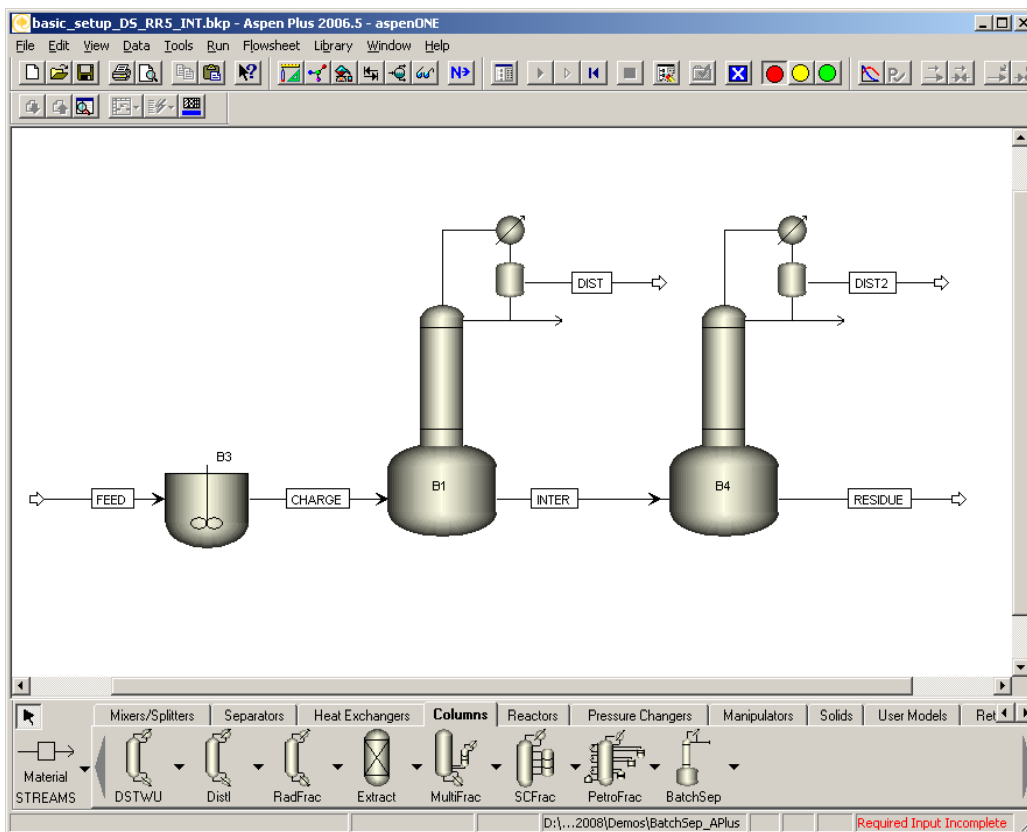 basic_setup_DS_RR5_INT.bkp - Aspen Plus 2006.5 - aspenONE
File Edit View Data Tools Run Flowsheet Library Window Help
N>
DIST
DIST2
B3
B1
B4
FEED
CHARGE
INTER
RESIDUE
Mixers/Splitters Separators Heat Exchangers Columns Reactors Pressure Changers Manipulators Solids User Models Ret
Material
STREAMS DSTWU Distl RadFrac Extract MultiFrac SCFrac PetroFrac BatchSep
D:\...2008\Demos\BatchSep_APlus Required Input Incomplete